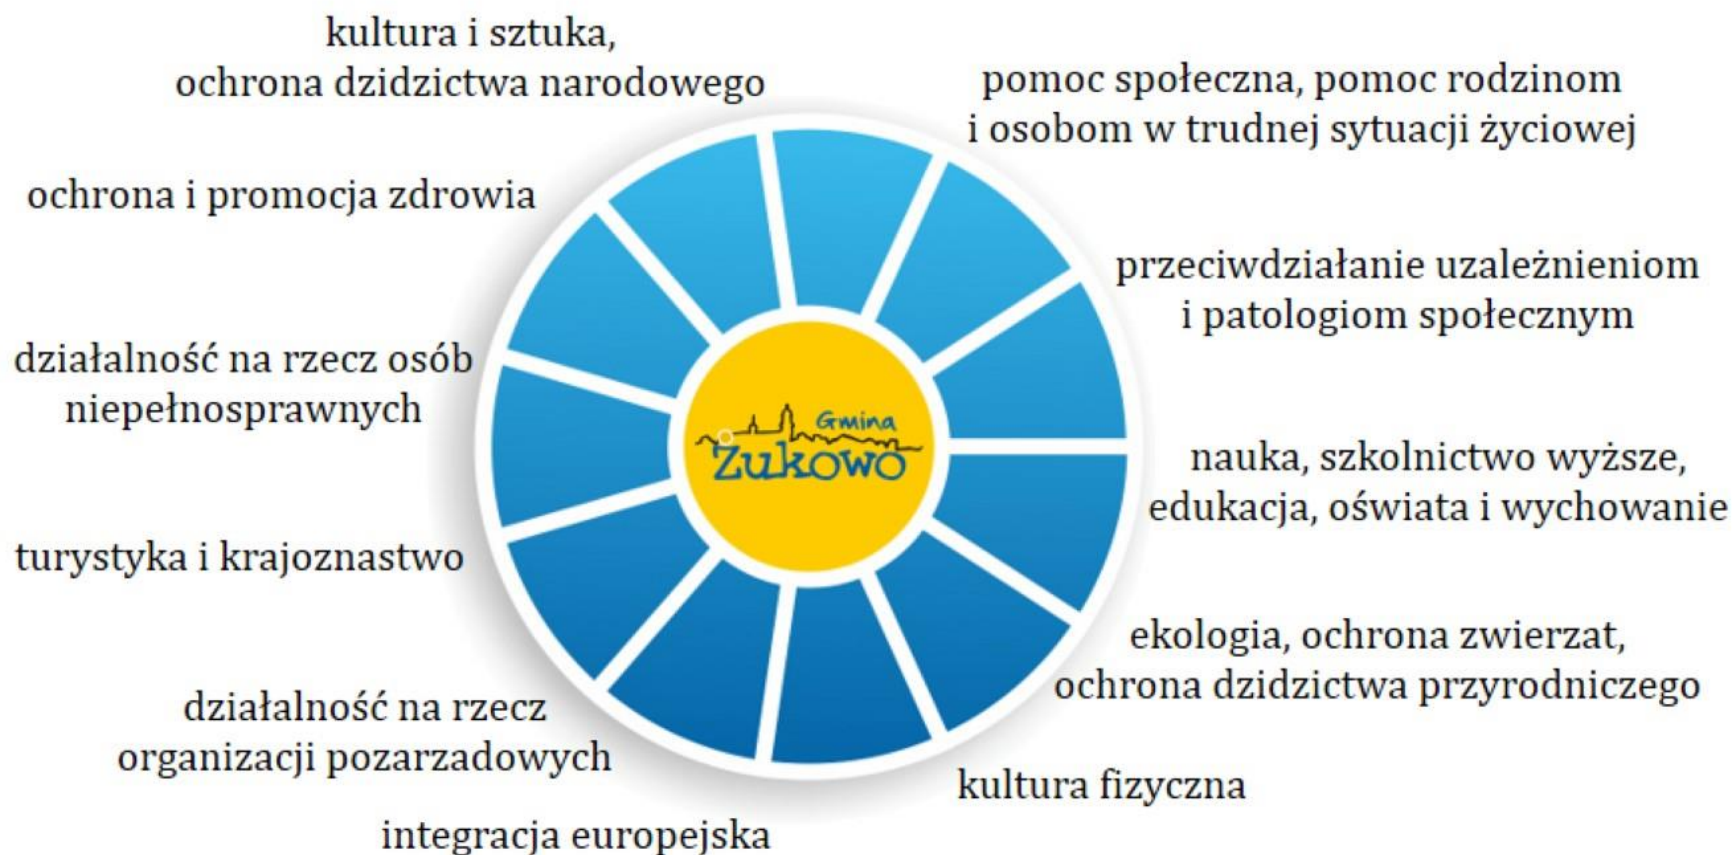 kultura i sztuka,
ochrona dzidzictwa narodowego
pomoc społeczna, pomoc rodzinom
i osobom w trudnej sytuacji życiowej
przeciwdziałanie uzależnieniom
i patologiom społecznym
nauka, szkolnictwo wyższe,
edukacja, oświata i wychowanie
ekologia, ochrona zwierzat,
ochrona dzidzictwa przyrodniczego
kultura fizyczna
integracja europejska
działalność na rzecz
organizacji pozarzadowych
turystyka i krajoznastwo
działalność na rzecz osób
niepełnosprawnych
ochrona i promocja zdrowia
Gmina
Żukowo